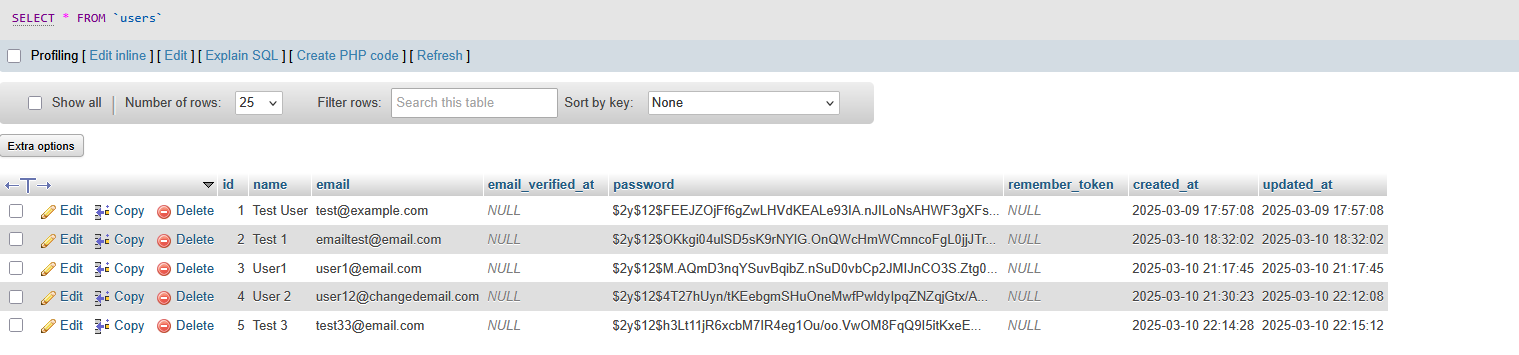 SELECT * FROM `users`
Profiling [ Edit inline ] [ Edit ] [ Explain SQL ] [ Create PHP code ] [ Refresh ]
Show all Number of rows: 25 Filter rows: Search this table Sort by key: None
Extra options
id name email email_verified_at password remember_token created_at updated_at
Edit Copy Delete 1 Test User test@example.com NULL $2y$12$FEEJZOjFf6gZwLHVdKEALe93IA.nJILoNsAHWF3gXFs... NULL 2025-03-09 17:57:08 2025-03-09 17:57:08
Edit Copy Delete 2 Test 1 emailtest@email.com NULL $2y$12$OKkgi04ulSD5sK9rNYlG.OnQWcHmWCmncoFgL0jjJTr... NULL 2025-03-10 18:32:02 2025-03-10 18:32:02
Edit Copy Delete 3 User1 user1@email.com NULL $2y$12$M.AQmD3nqYSuvBqibZ.nSuD0vbCp2JMIJnCO3S.Ztg0... NULL 2025-03-10 21:17:45 2025-03-10 21:17:45
Edit Copy Delete 4 User 2 user12@changedemail.com NULL $2y$12$4T27hUyn/tKEebgmSHuOneMwfPwldyIpqZNZqjGtx/A... NULL 2025-03-10 21:30:23 2025-03-10 22:12:08
Edit Copy Delete 5 Test 3 test33@email.com NULL $2y$12$h3Lt11jR6xcbM7IR4eg1Ou/oo.VwOM8FqQ9I5itKxeE... NULL 2025-03-10 22:14:28 2025-03-10 22:15:12